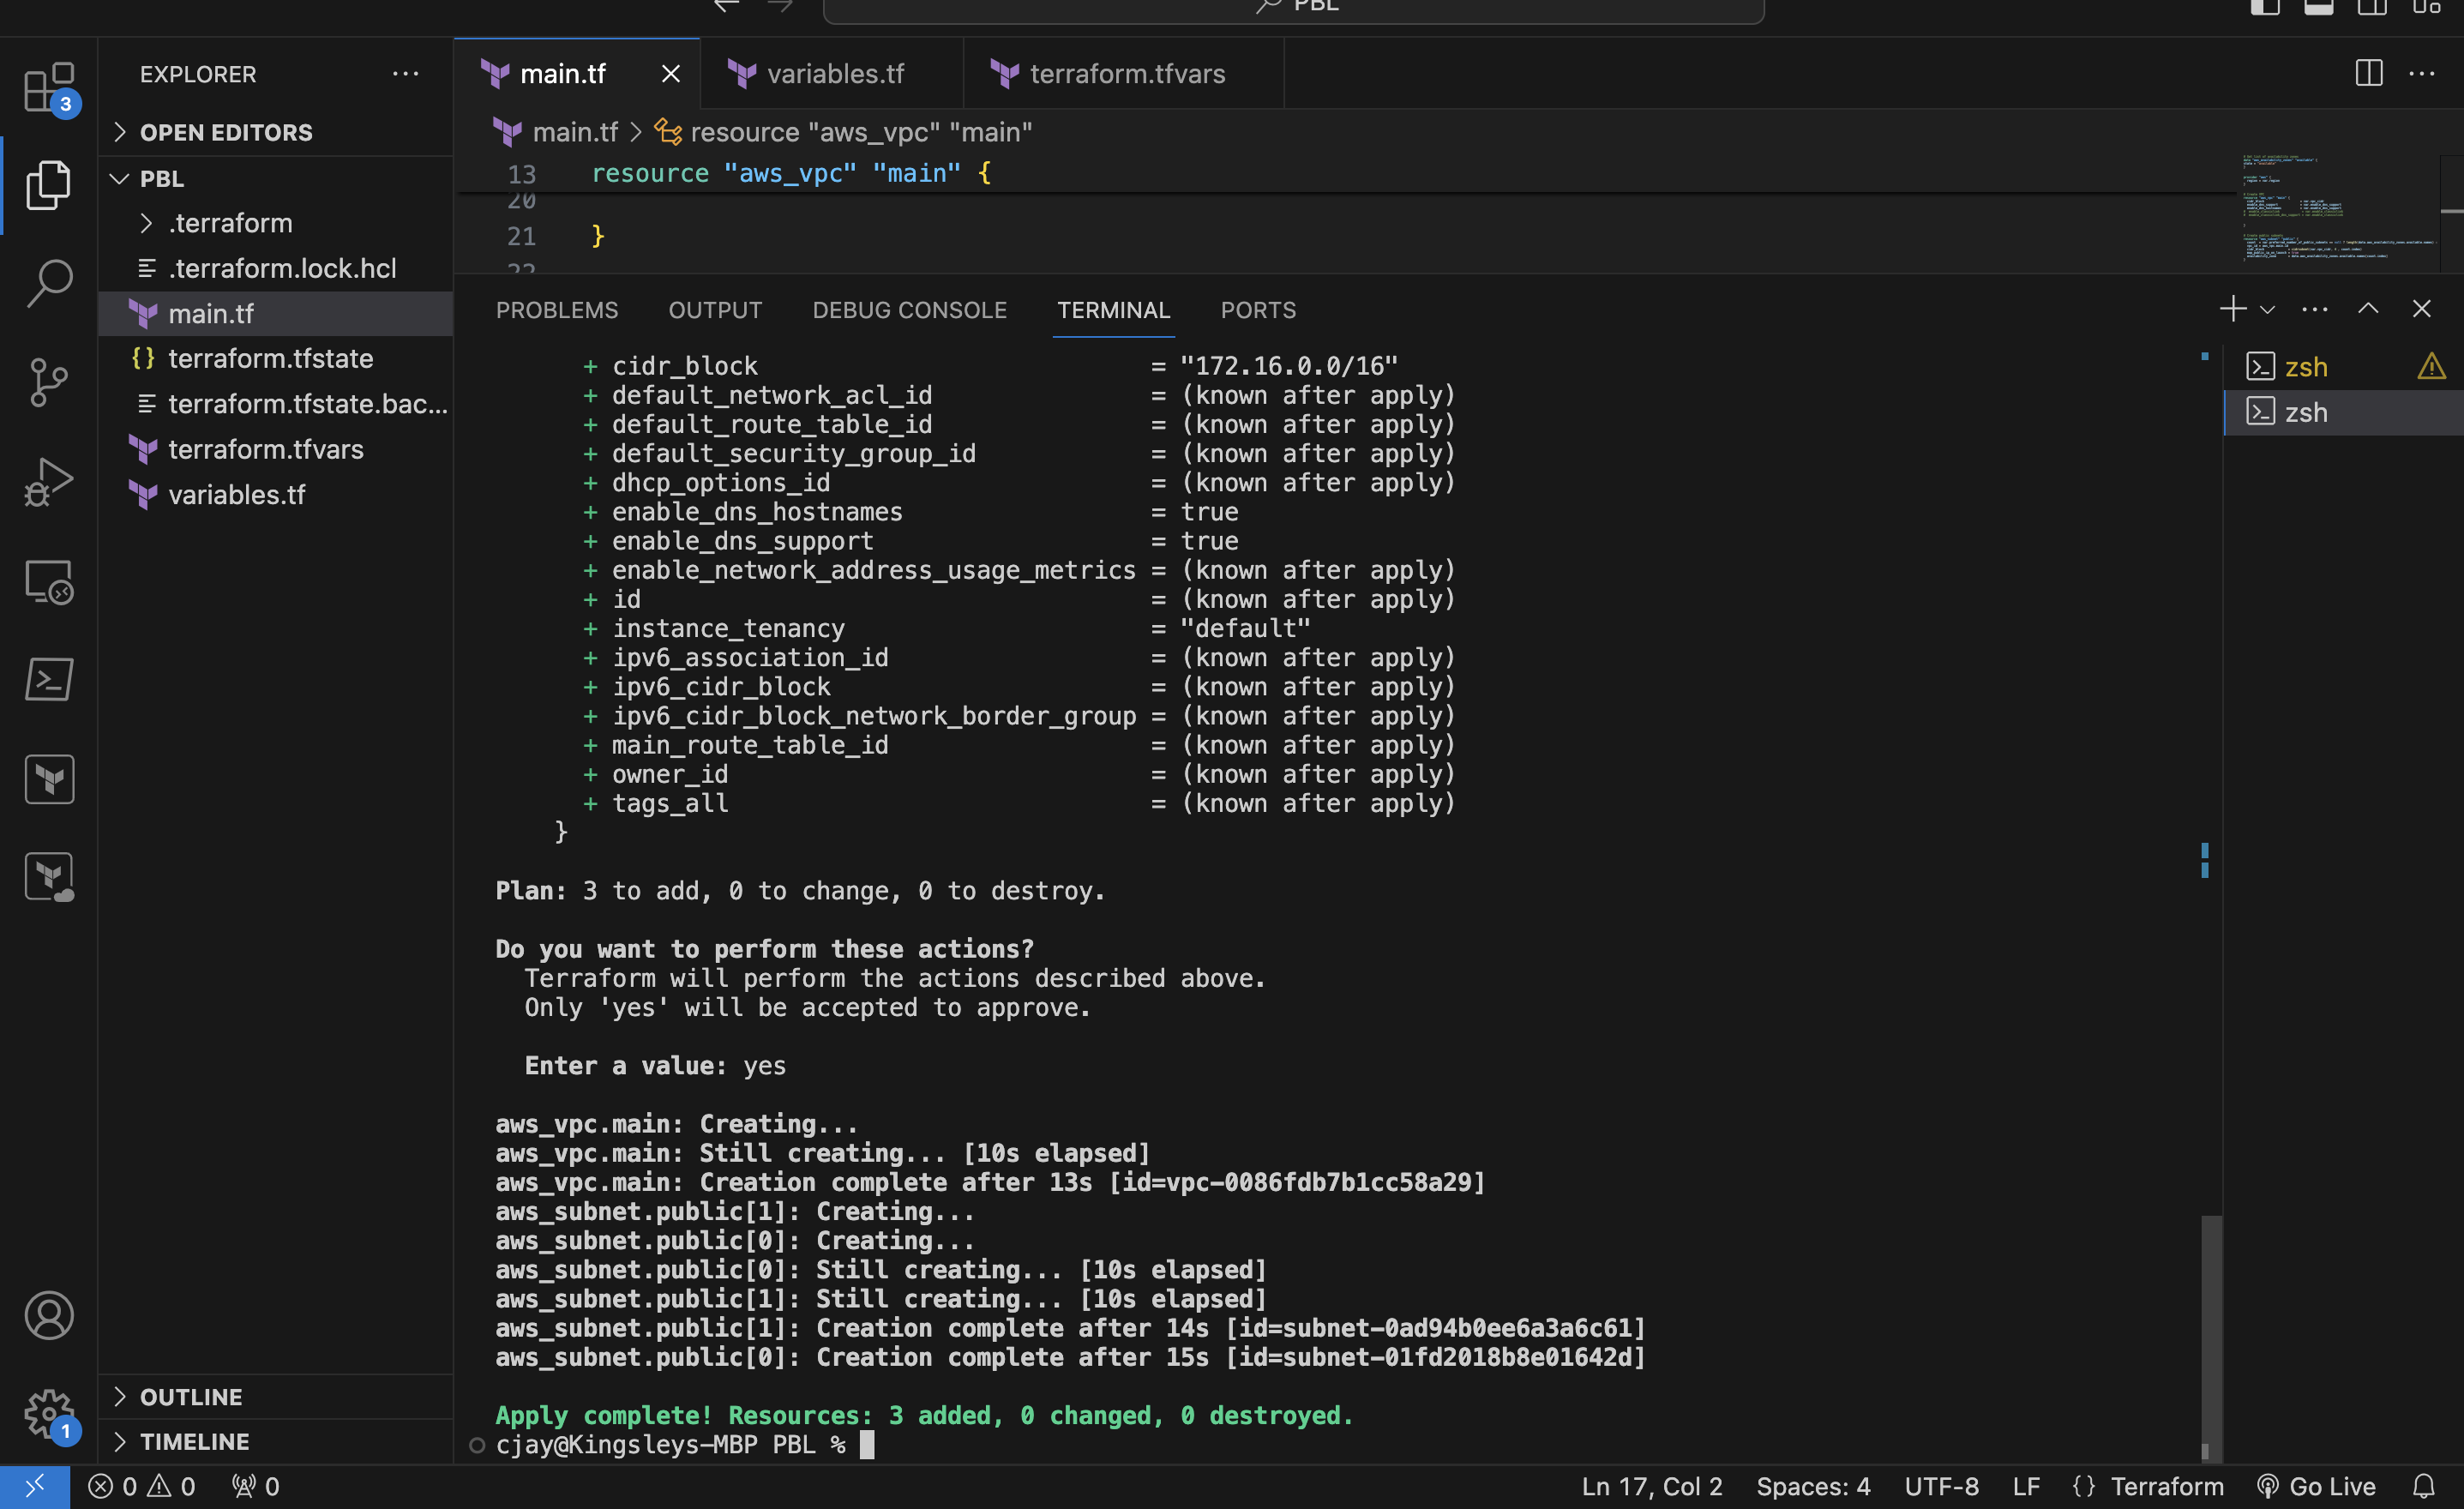 PBL
EXPLORER
main.tf
variables.tf
terraform.tfvars
3
OPEN EDITORS
main.tf > resource "aws_vpc" "main"
PBL
13 resource "aws_vpc" "main" {
20
21 }
22
.terraform
.terraform.lock.hcl
main.tf
terraform.tfstate
terraform.tfstate.bac...
terraform.tfvars
variables.tf
PROBLEMS OUTPUT DEBUG CONSOLE TERMINAL PORTS
zsh
zsh
+ cidr_block = "172.16.0.0/16"
+ default_network_acl_id = (known after apply)
+ default_route_table_id = (known after apply)
+ default_security_group_id = (known after apply)
+ dhcp_options_id = (known after apply)
+ enable_dns_hostnames = true
+ enable_dns_support = true
+ enable_network_address_usage_metrics = (known after apply)
+ id = (known after apply)
+ instance_tenancy = "default"
+ ipv6_association_id = (known after apply)
+ ipv6_cidr_block = (known after apply)
+ ipv6_cidr_block_network_border_group = (known after apply)
+ main_route_table_id = (known after apply)
+ owner_id = (known after apply)
+ tags_all = (known after apply)
}
Plan: 3 to add, 0 to change, 0 to destroy.
Do you want to perform these actions?
Terraform will perform the actions described above.
Only 'yes' will be accepted to approve.
Enter a value: yes
aws_vpc.main: Creating...
aws_vpc.main: Still creating... [10s elapsed]
aws_vpc.main: Creation complete after 13s [id=vpc-0086fdb7b1cc58a29]
aws_subnet.public[1]: Creating...
aws_subnet.public[0]: Creating...
aws_subnet.public[0]: Still creating... [10s elapsed]
aws_subnet.public[1]: Still creating... [10s elapsed]
aws_subnet.public[1]: Creation complete after 14s [id=subnet-0ad94b0ee6a3a6c61]
aws_subnet.public[0]: Creation complete after 15s [id=subnet-01fd2018b8e01642d]
Apply complete! Resources: 3 added, 0 changed, 0 destroyed.
cjay@Kingsleys-MBP PBL %
OUTLINE
1
TIMELINE
0 0 0
Ln 17, Col 2 Spaces: 4 UTF-8 LF {} Terraform Go Live